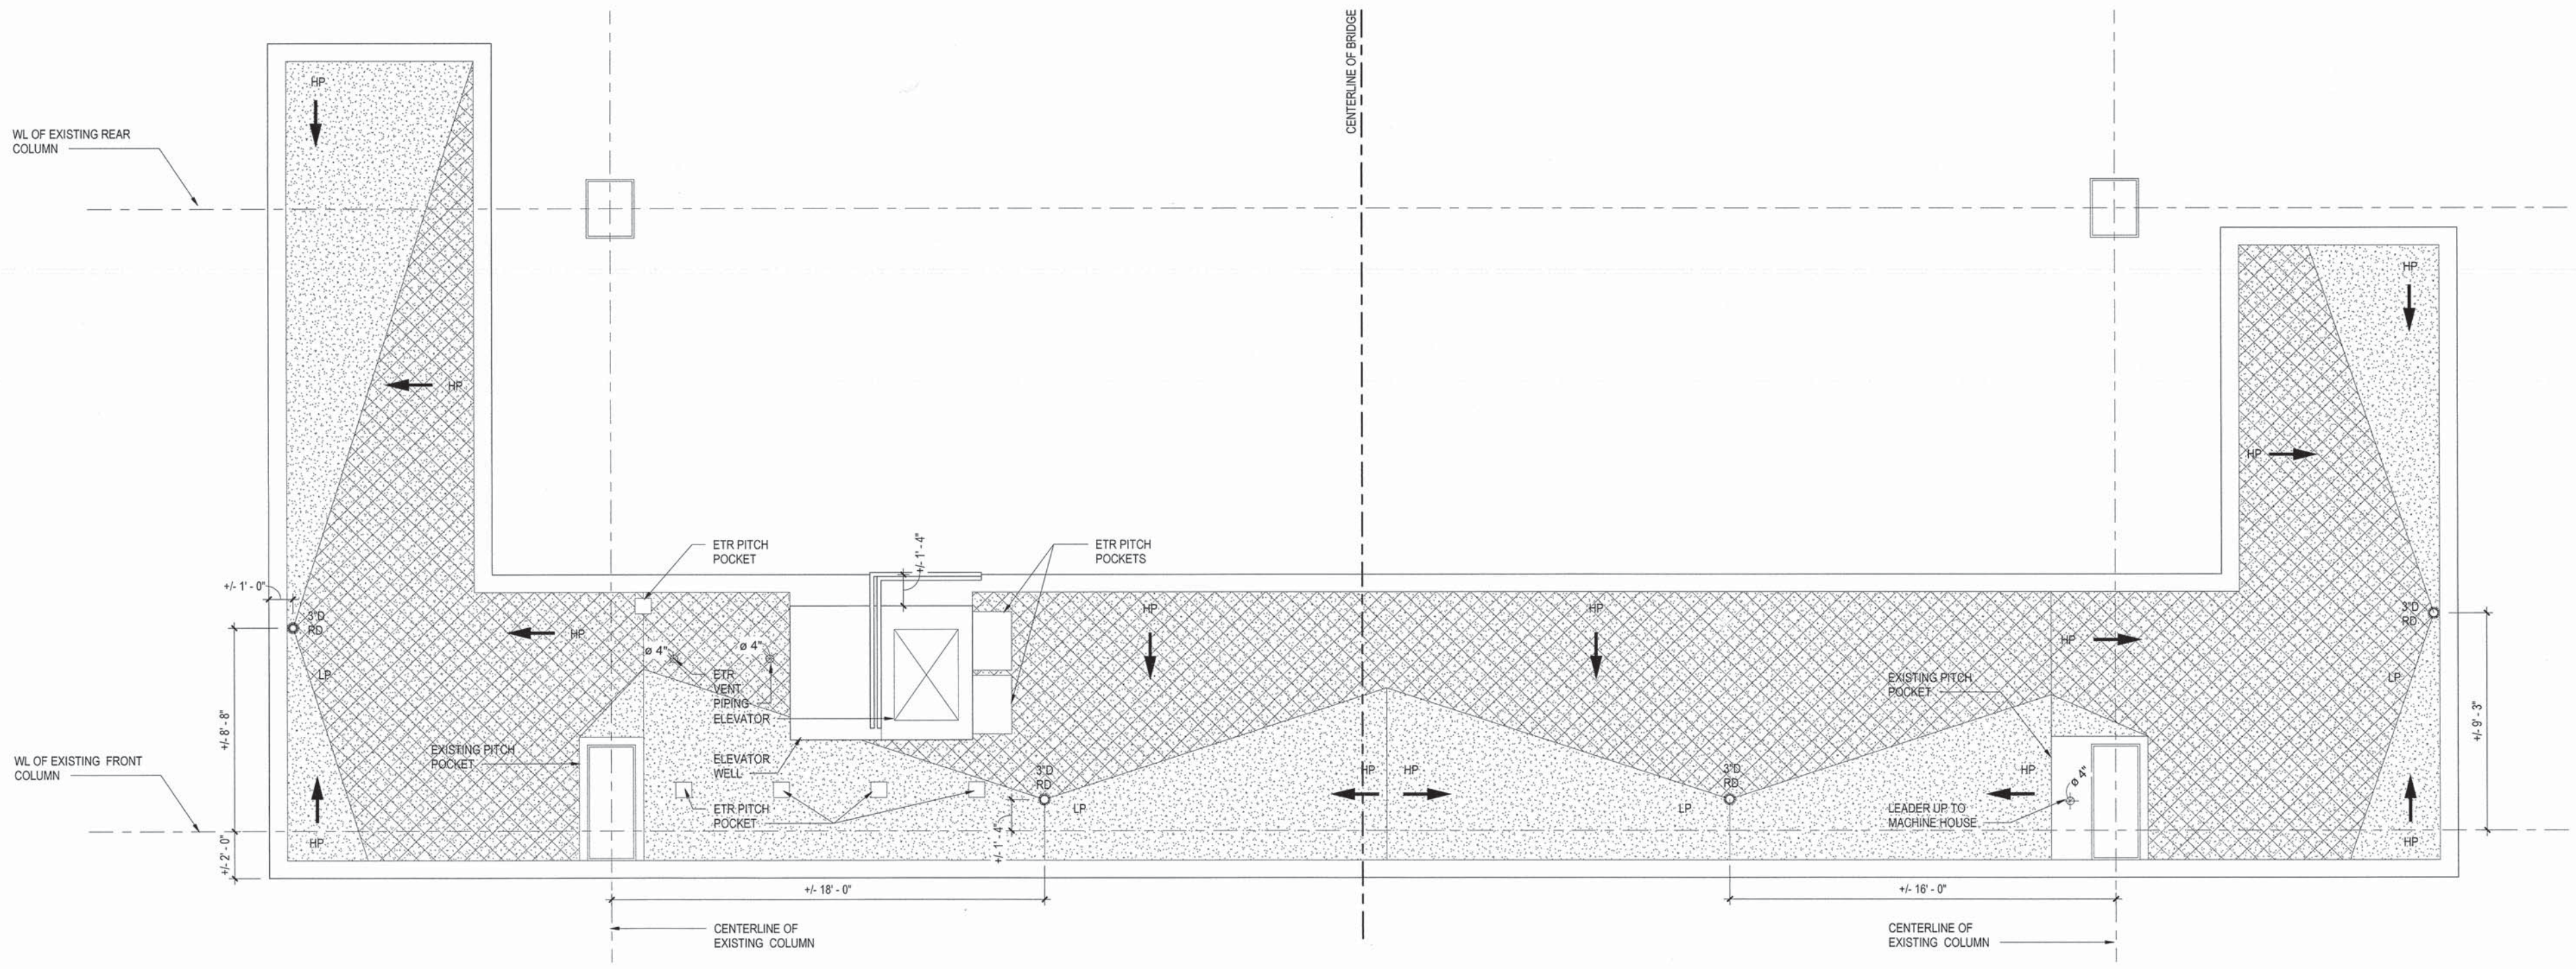 CENTERLINE OF BRIDGE
HP
WL OF EXISTING REAR
COLUMN
HP
HP
HP
ETR PITCH
POCKET
+/- 1' - 4"
ETR PITCH
POCKETS
+/- 1' - 0"
3"D
RD
HP
HP
HP
HP
3"D
RD
ø 4"
ø 4"
LP
ETR
VENT
PIPING
ELEVATOR
EXISTING PITCH
POCKET
LP
+/- 8' - 8"
+/- 9' - 3"
WL OF EXISTING FRONT
COLUMN
EXISTING PITCH
POCKET
ELEVATOR
WELL
3"D
RD
HP
HP
3"D
RD
HP
ø 4"
ETR PITCH
POCKET
LP
LP
LEADER UP TO
MACHINE HOUSE
+/- 2' - 0"
HP
+/- 1' - 4"
HP
+/- 18' - 0"
+/- 16' - 0"
CENTERLINE OF
EXISTING COLUMN
CENTERLINE OF
EXISTING COLUMN